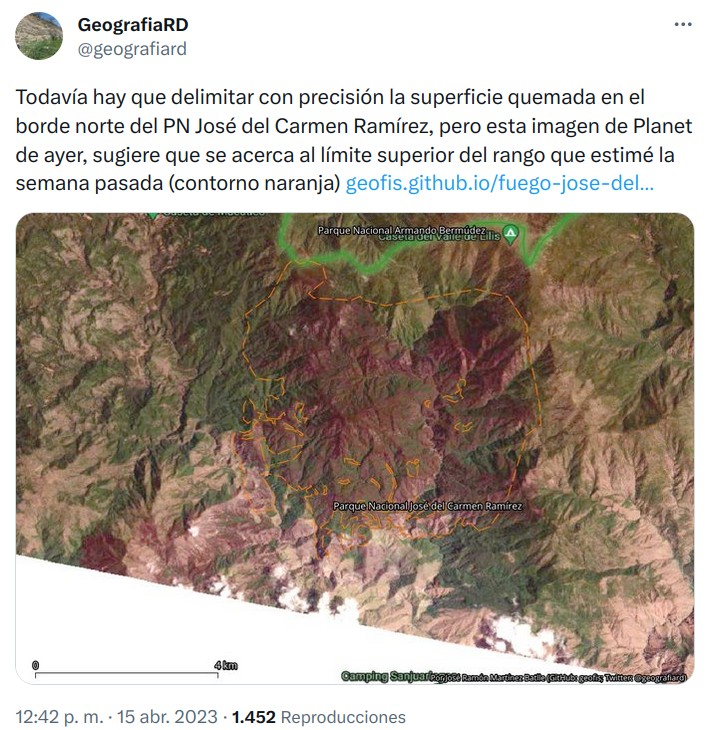 GeografiaRD
@geografiard
Todavía hay que delimitar con precisión la superficie quemada en el
borde norte del PN José del Carmen Ramírez, pero esta imagen de Planet
de ayer, sugiere que se acerca al límite superior del rango que estimé la
semana pasada (contorno naranja) geofis.github.io/fuego-jose-del...
Parque Nacional Armando Bermúdez
Caseta del Valle de Lilis
Parque Nacional José del Carmen Ramírez
0 4 km
Camping Sanjuan
José Ramón Martínez Batlle (GitHub: geofis; Twitter: @geografiard)
12:42 p. m. · 15 abr. 2023 · 1.452 Reproducciones